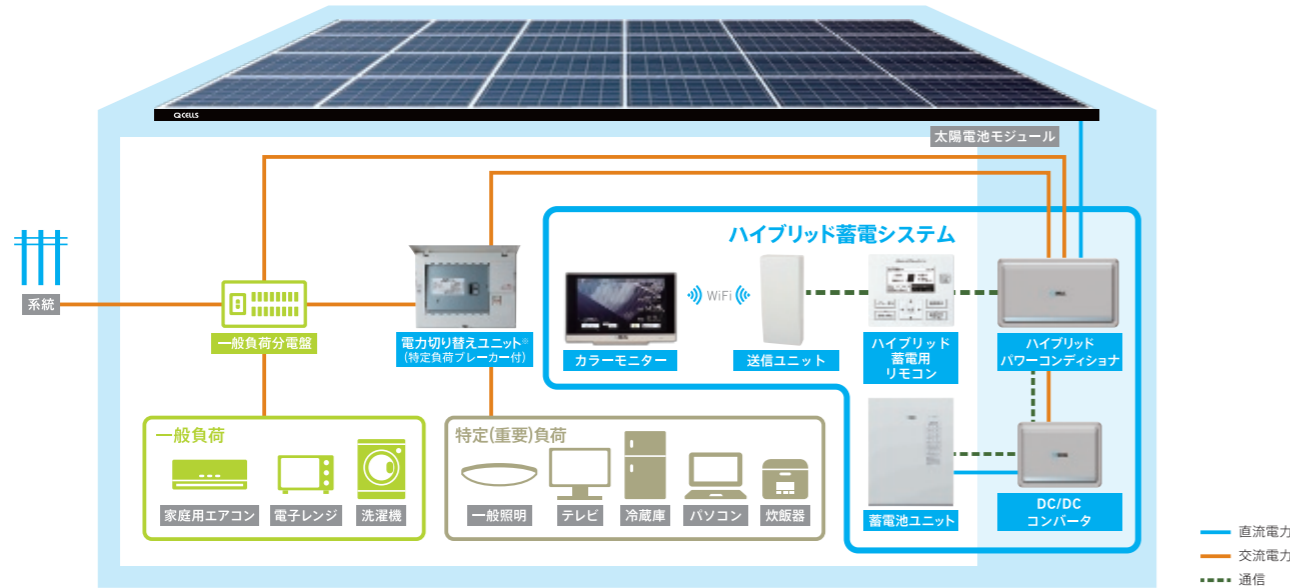 Q CELLS
太陽電池モジュール
ハイブリッド蓄電システム
系統
一般負荷分電盤
電力切り替えユニット※
(特定負荷ブレーカー付)
カラーモニター
WiFi
送信ユニット
ハイブリッド
蓄電用
リモコン
ハイブリッド
パワーコンディショナ
一般負荷
家庭用エアコン
電子レンジ
洗濯機
特定(重要)負荷
一般照明
テレビ
冷蔵庫
パソコン
炊飯器
蓄電池ユニット
DC/DC
コンバータ
直流電力
交流電力
通信